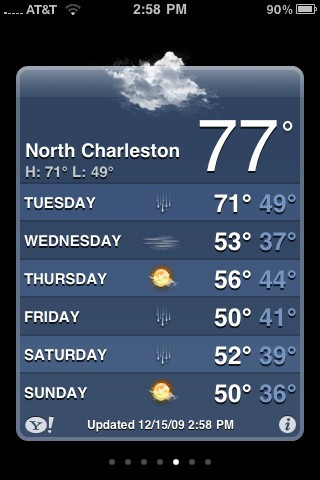 AT&T 2:58 PM 90%
77°
North Charleston
H: 71° L: 49°
TUESDAY 71° 49°
WEDNESDAY 53° 37°
THURSDAY 56° 44°
FRIDAY 50° 41°
SATURDAY 52° 39°
SUNDAY 50° 36°
Y! Updated 12/15/09 2:58 PM i